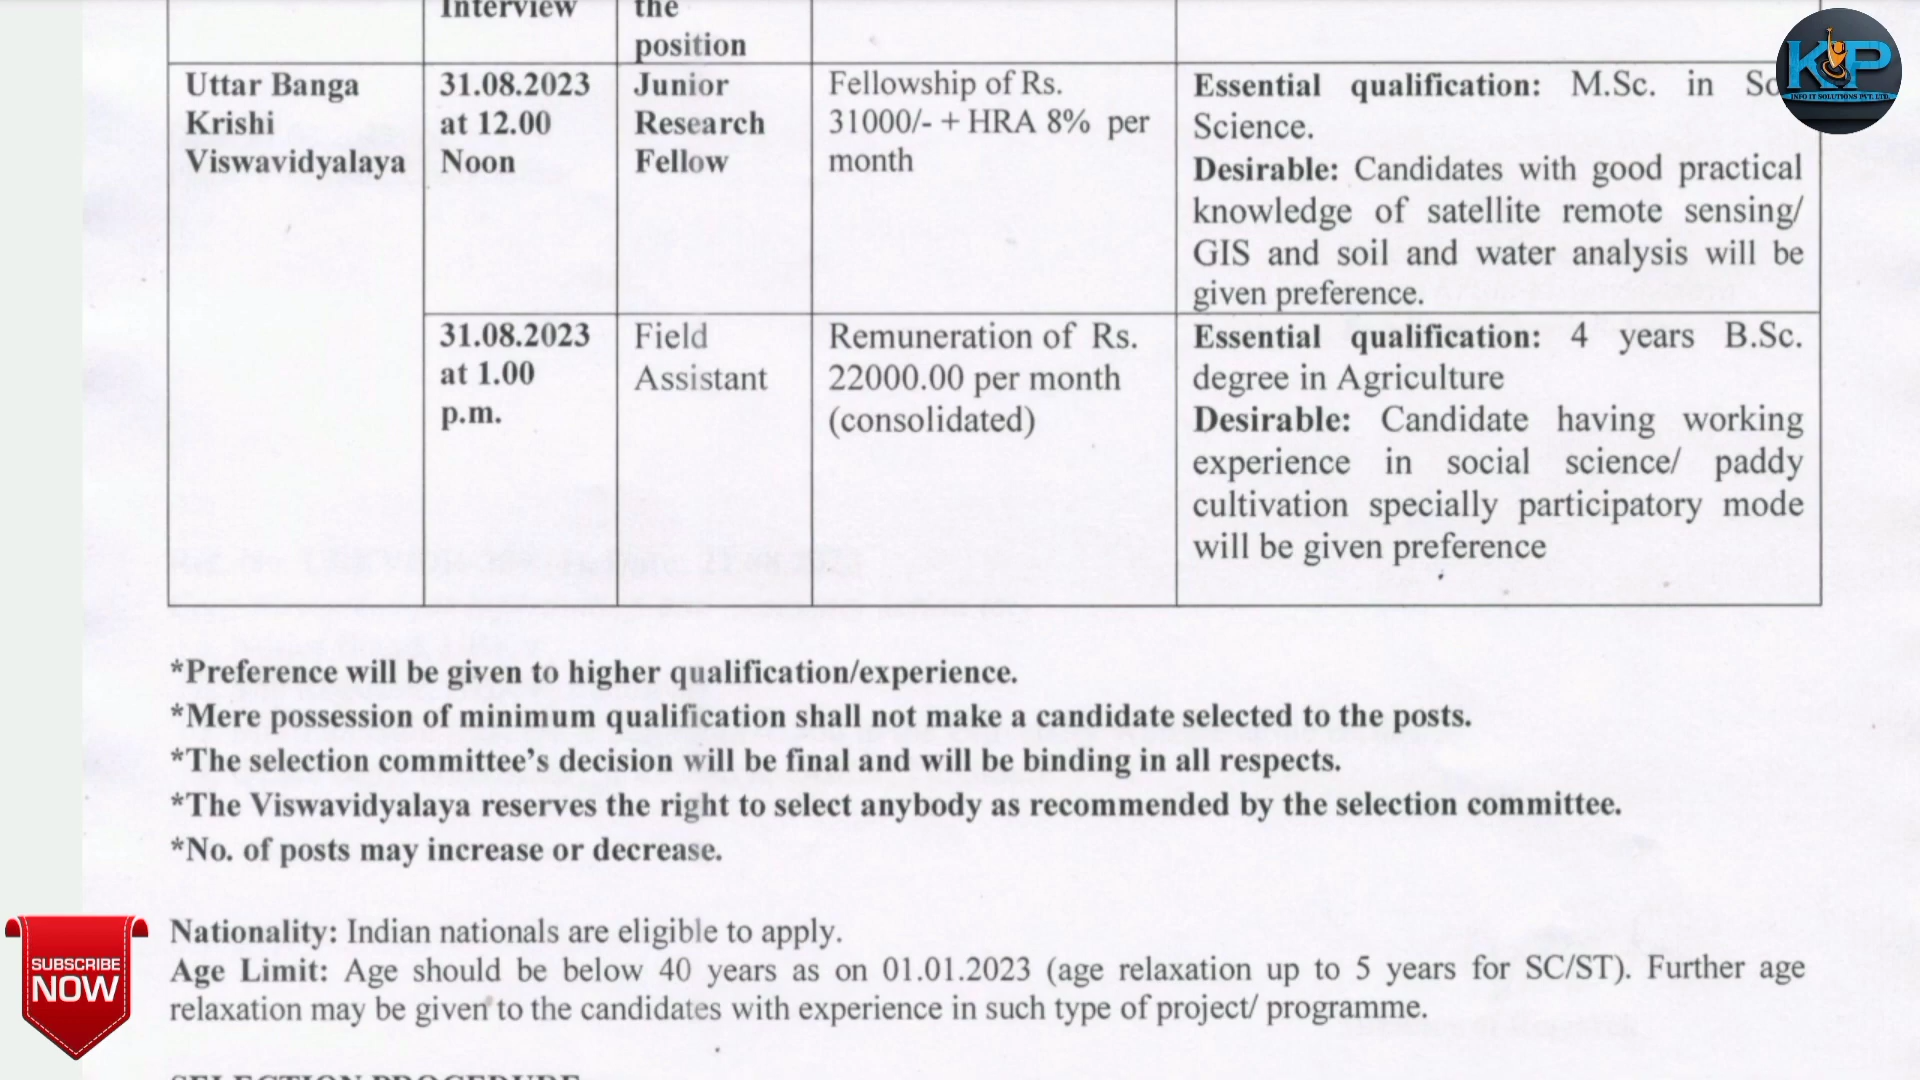 Interview
the
position
Uttar Banga
Krishi
Viswavidyalaya
31.08.2023
at 12.00
Noon
Junior
Research
Fellow
Fellowship of Rs.
31000/- + HRA 8% per
month
Essential qualification: M.Sc. in
Science.
Desirable: Candidates with good practical
knowledge of satellite remote sensing/
GIS and soil and water analysis will be
given preference.
31.08.2023
at 1.00
p.m.
Field
Assistant
Remuneration of Rs.
22000.00 per month
(consolidated)
Essential qualification: 4 years B.Sc.
degree in Agriculture
Desirable: Candidate having working
experience in social science/ paddy
cultivation specially participatory mode
will be given preference
*Preference will be given to higher qualification/experience.
*Mere possession of minimum qualification shall not make a candidate selected to the posts.
*The selection committee's decision will be final and will be binding in all respects.
*The Viswavidyalaya reserves the right to select anybody as recommended by the selection committee.
*No. of posts may increase or decrease.
Nationality: Indian nationals are eligible to apply.
Age Limit: Age should be below 40 years as on 01.01.2023 (age relaxation up to 5 years for SC/ST). Further age
relaxation may be given to the candidates with experience in such type of project/ programme.
SELECTION PROCEDURE
KP
INFO IT SOLUTIONS PVT. LTD.
SUBSCRIBE
NOW